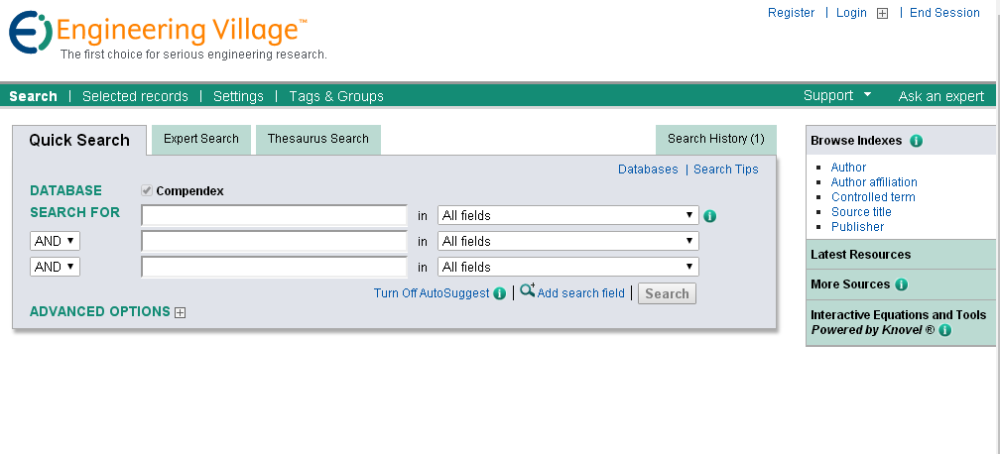 Register | Login | End Session
Ei Engineering Village™
The first choice for serious engineering research.
Search | Selected records | Settings | Tags & Groups Support Ask an expert
Quick Search Expert Search Thesaurus Search Search History (1)
Databases | Search Tips
DATABASE Compendex
SEARCH FOR in All fields
AND in All fields
AND in All fields
Turn Off AutoSuggest | Add search field | Search
ADVANCED OPTIONS
Browse Indexes
Author
Author affiliation
Controlled term
Source title
Publisher
Latest Resources
More Sources
Interactive Equations and Tools
Powered by Knovel ®